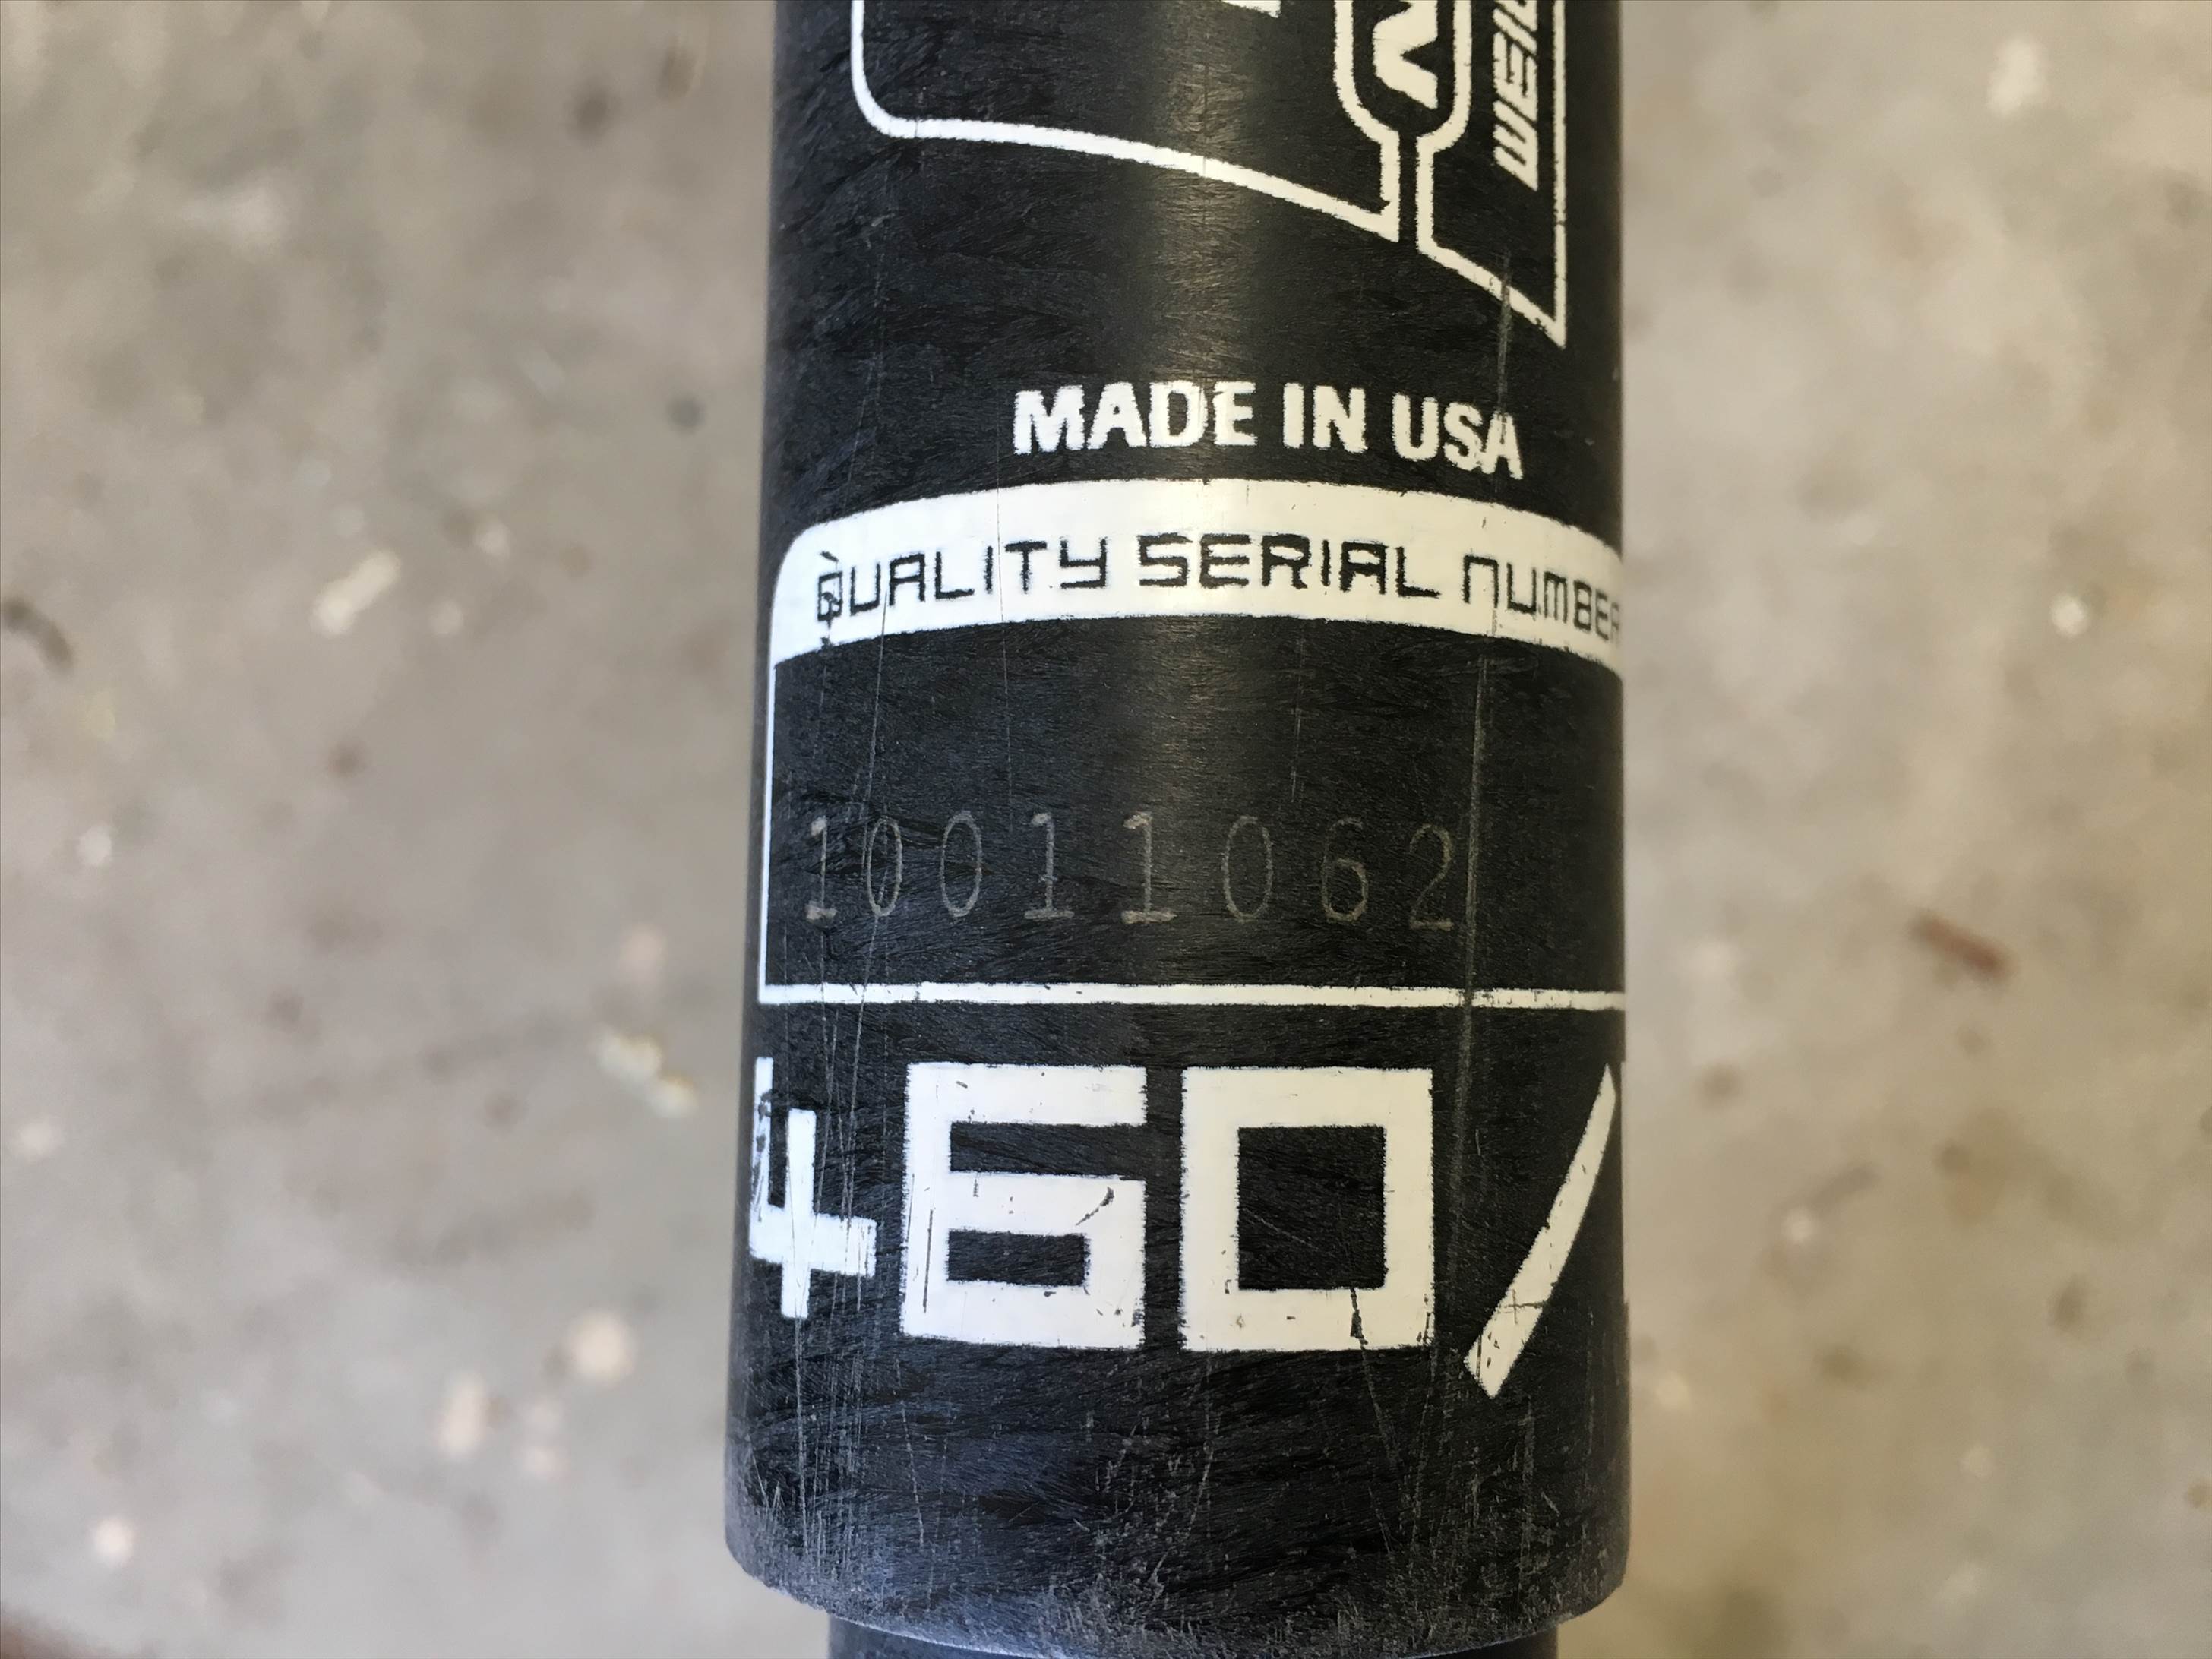 MADE IN USA
QUALITY SERIAL NUMBER
10011062
460/